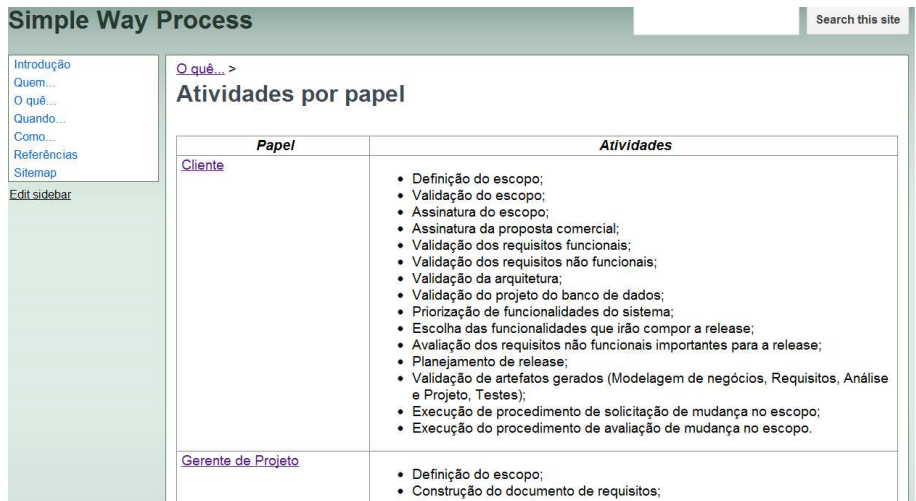 Simple Way Process
Search this site
Introdução
Quem...
O quê...
Quando...
Como...
Referências
Sitemap
Edit sidebar
O quê... >
Atividades por papel
Papel
Atividades
Cliente
• Definição do escopo;
• Validação do escopo;
• Assinatura do escopo;
• Assinatura da proposta comercial;
• Validação dos requisitos funcionais;
• Validação dos requisitos não funcionais;
• Validação da arquitetura;
• Validação do projeto do banco de dados;
• Priorização de funcionalidades do sistema;
• Escolha das funcionalidades que irão compor a release;
• Avaliação dos requisitos não funcionais importantes para a release;
• Planejamento de release;
• Validação de artefatos gerados (Modelagem de negócios, Requisitos, Análise
e Projeto, Testes);
• Execução de procedimento de solicitação de mudança no escopo;
• Execução do procedimento de avaliação de mudança no escopo.
Gerente de Projeto
• Definição do escopo;
• Construção do documento de requisitos;